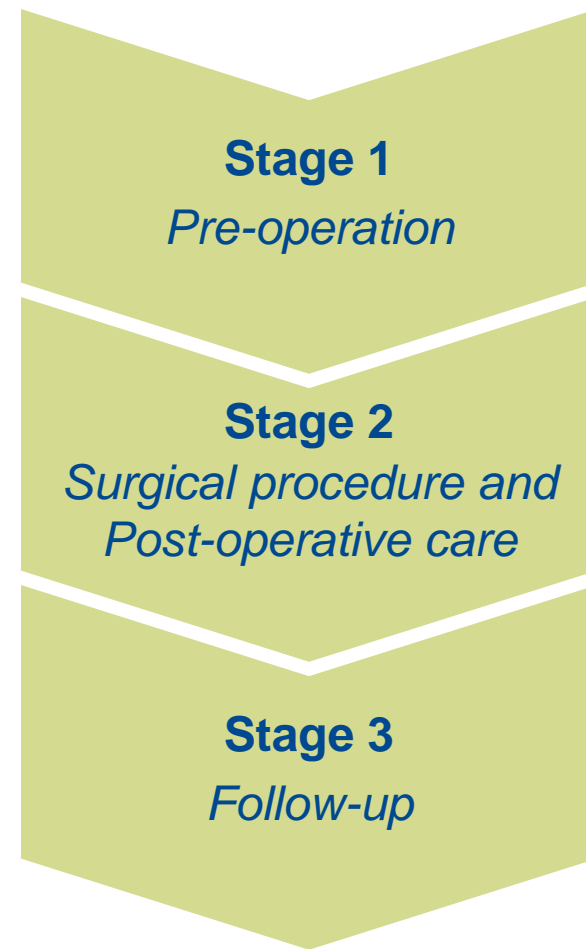 Stage 1
Pre-operation
Stage 2
Surgical procedure and
Post-operative care
Stage 3
Follow-up